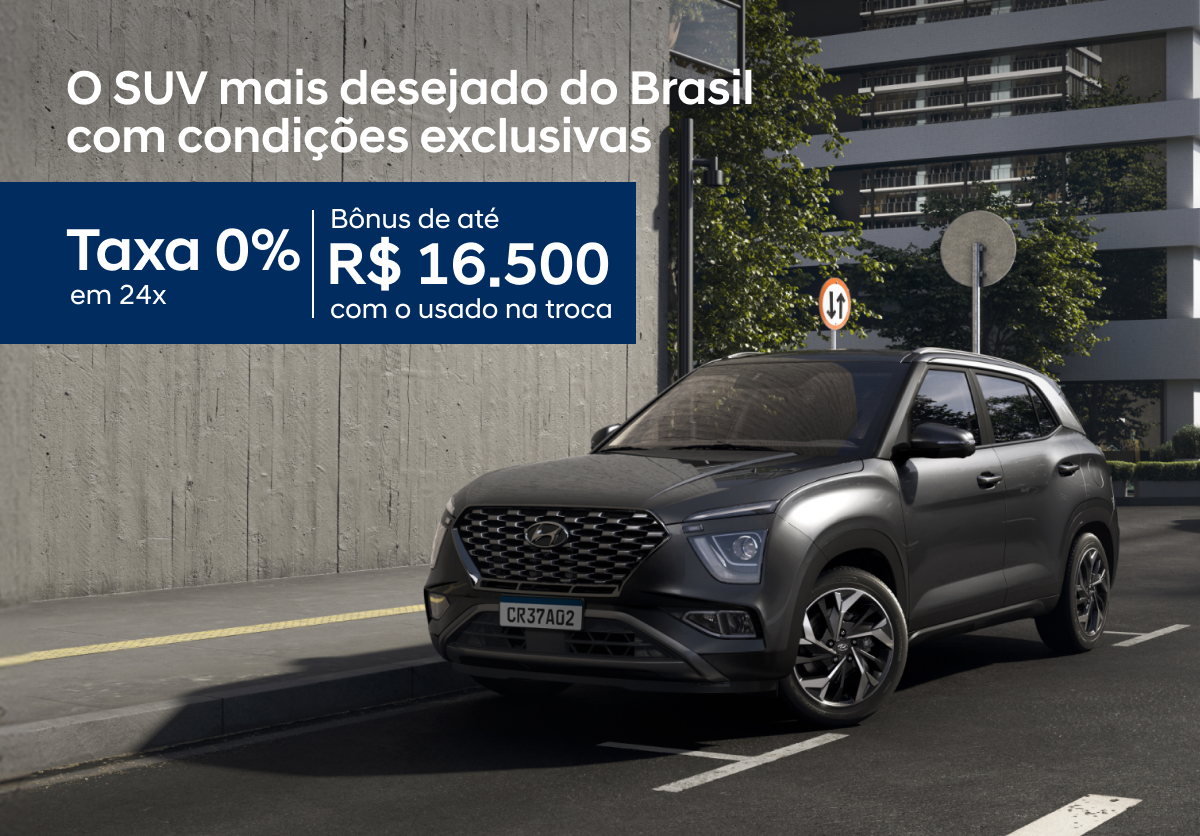 O SUV mais desejado do Brasil
com condições exclusivas
Taxa 0%
em 24x
Bônus de até
R$ 16.500
com o usado na troca
CR37A02